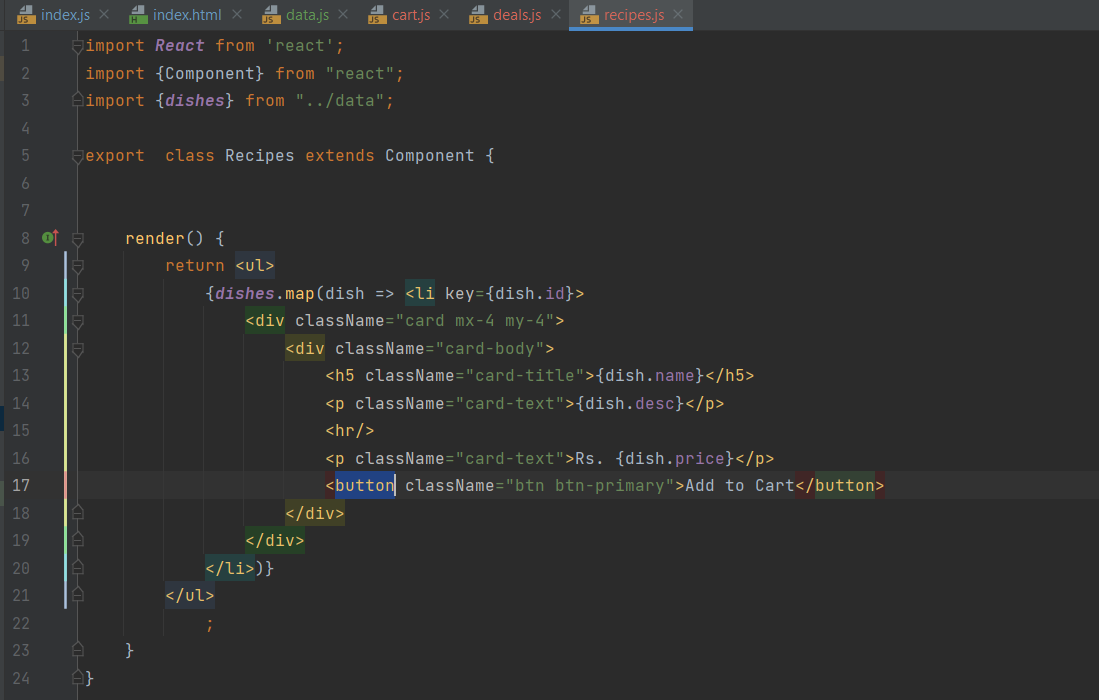 index.js index.html data.js cart.js deals.js recipes.js
1 import React from 'react';
2 import {Component} from "react";
3 import {dishes} from "../data";
4
5 export  class Recipes extends Component {
6
7
8     render() {
9         return <ul>
10             {dishes.map(dish => <li key={dish.id}>
11                 <div className="card mx-4 my-4">
12                     <div className="card-body">
13                         <h5 className="card-title">{dish.name}</h5>
14                         <p className="card-text">{dish.desc}</p>
15                         <hr/>
16                         <p className="card-text">Rs. {dish.price}</p>
17                         <button className="btn btn-primary">Add to Cart</button>
18                     </div>
19                 </div>
20             </li>)}
21         </ul>
22             ;
23     }
24 }